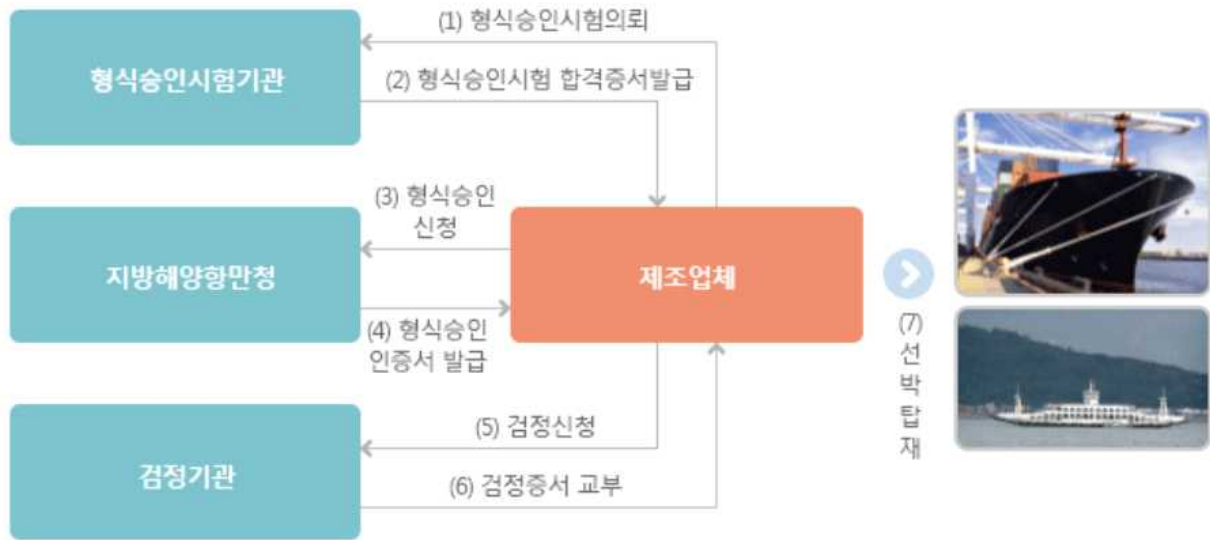 (1) 형식승인시험의뢰
형식승인시험기관
(2) 형식승인시험 합격증서발급
(3) 형식승인
신청
지방해양항만청
제조업체
(4) 형식승인
인증서 발급
(5) 검정신청
검정기관
(6) 검정증서 교부
(7)
선
박
탑
재